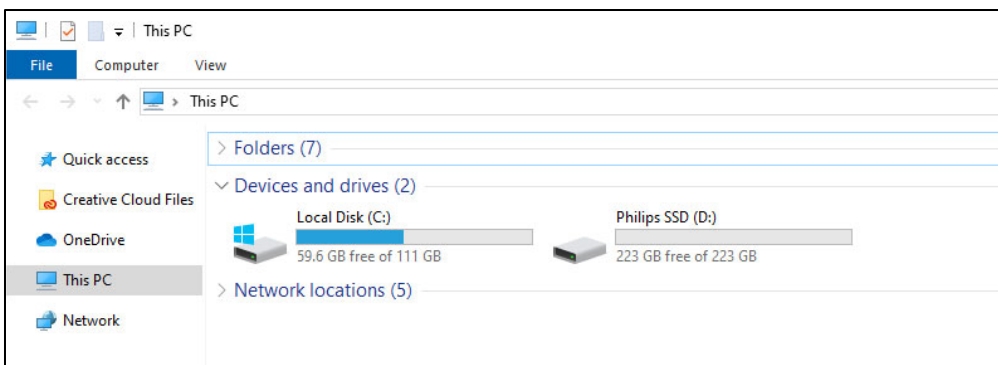 This PC
File Computer View
This PC
Quick access
Creative Cloud Files
OneDrive
This PC
Network
Folders (7)
Devices and drives (2)
Local Disk (C:)
59.6 GB free of 111 GB
Philips SSD (D:)
223 GB free of 223 GB
Network locations (5)